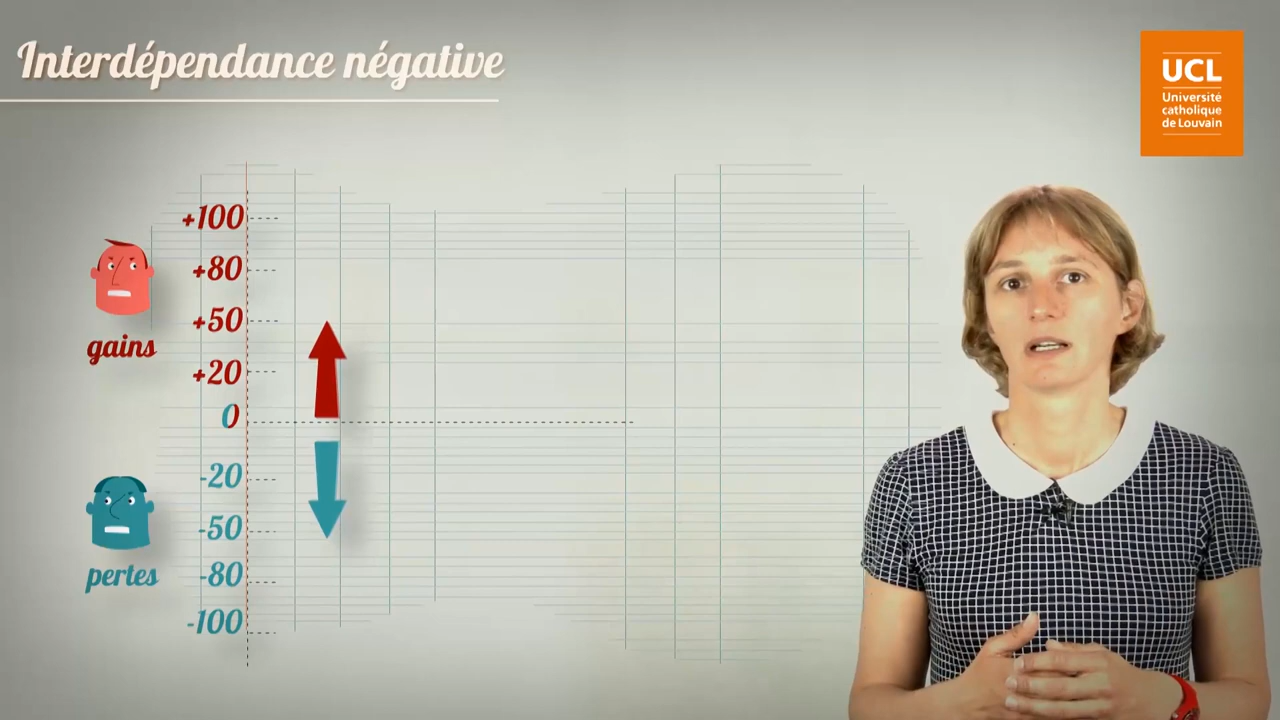 Interdépendance négative
UCL
Université
catholique
de Louvain
+100
+80
+50
gains
+20
0
-20
-50
pertes
-80
-100